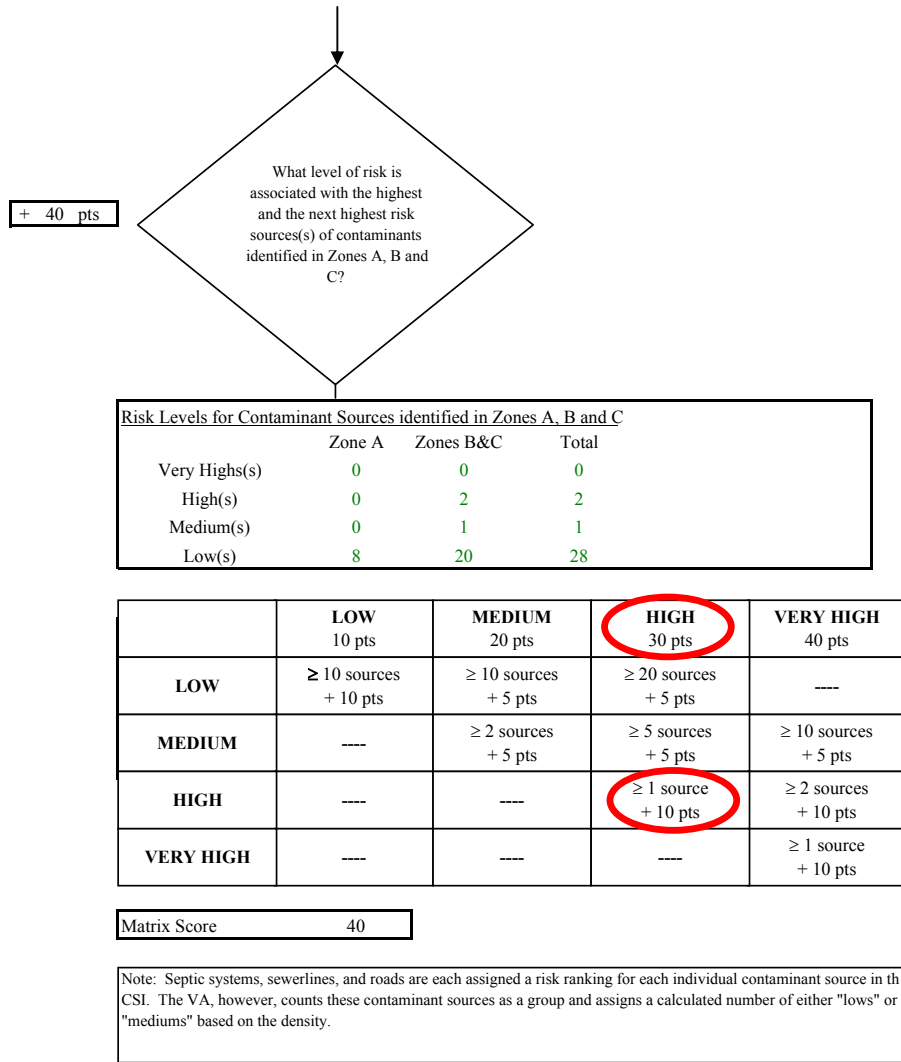 What level of risk is
associated with the highest
and the next highest risk
sources(s) of contaminants
identified in Zones A, B and
C?
+ 40 pts
Risk Levels for Contaminant Sources identified in Zones A, B and C
Zone A Zones B&C Total
Very Highs(s) 0 0 0
High(s) 0 2 2
Medium(s) 0 1 1
Low(s) 8 20 28
LOW MEDIUM HIGH VERY HIGH
10 pts 20 pts 30 pts 40 pts
LOW ≥ 10 sources ≥ 10 sources ≥ 20 sources ----
+ 10 pts + 5 pts + 5 pts
MEDIUM ---- ≥ 2 sources ≥ 5 sources ≥ 10 sources
+ 5 pts + 5 pts + 5 pts
HIGH ---- ---- ≥ 1 source ≥ 2 sources
+ 10 pts + 10 pts
VERY HIGH ---- ---- ---- ≥ 1 source
+ 10 pts
Matrix Score 40
Note: Septic systems, sewerlines, and roads are each assigned a risk ranking for each individual contaminant source in th
CSI. The VA, however, counts these contaminant sources as a group and assigns a calculated number of either "lows" or
"mediums" based on the density.